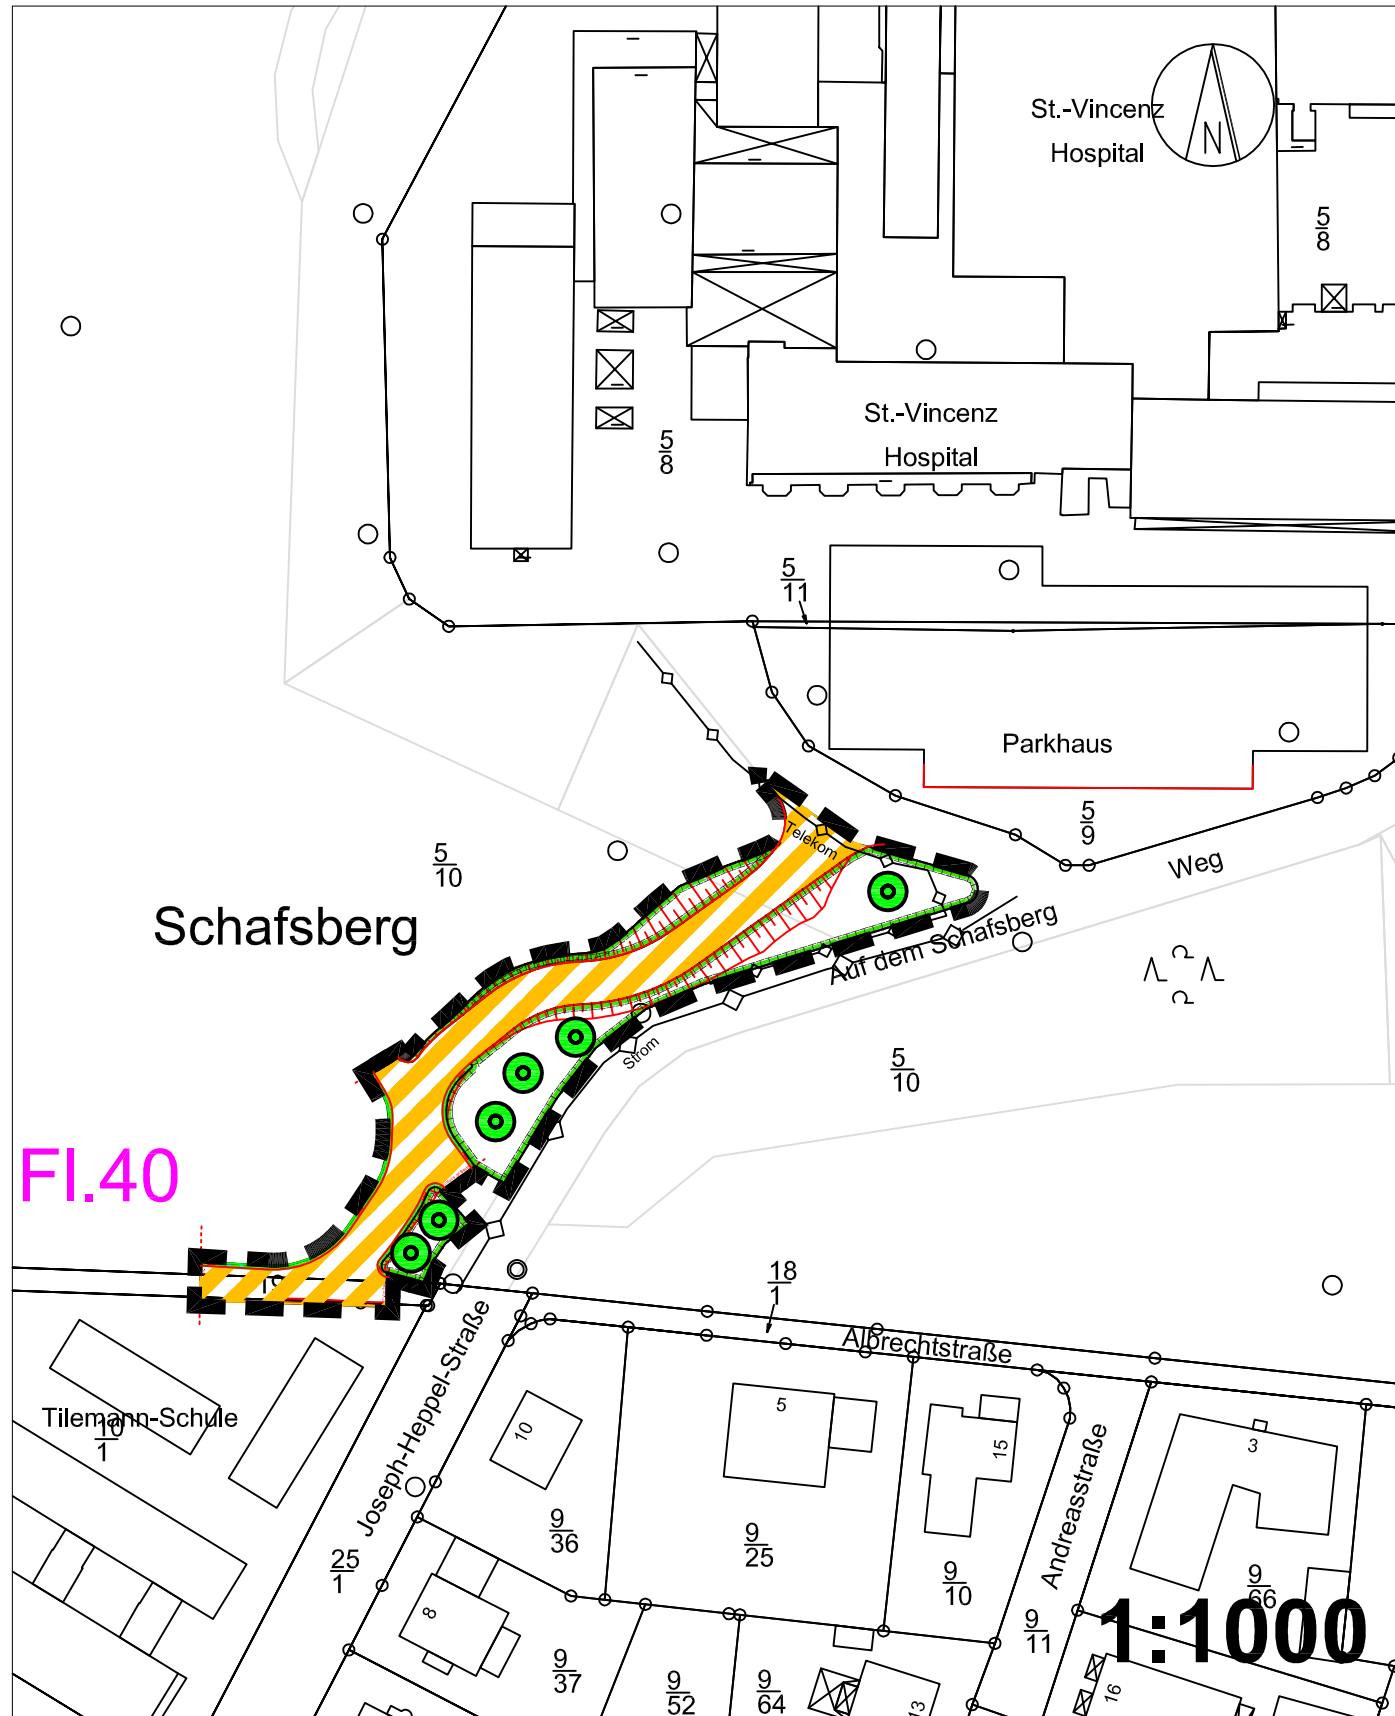 St.-Vincenz
Hospital
N
5
8
St.-Vincenz
Hospital
5
8
5
11
Parkhaus
5
9
Weg
Telekom
5
10
Schafsberg
Auf dem Schafsberg
Strom
5
10
Fl.40
18
1
Albrechtstraße
Joseph-Heppel-Straße
Tilemann-Schule
10
1
10
5
15
3
Andreasstraße
9
36
9
25
9
10
9
66
25
1
8
9
37
9
52
9
64
9
11
1:1000
13
16